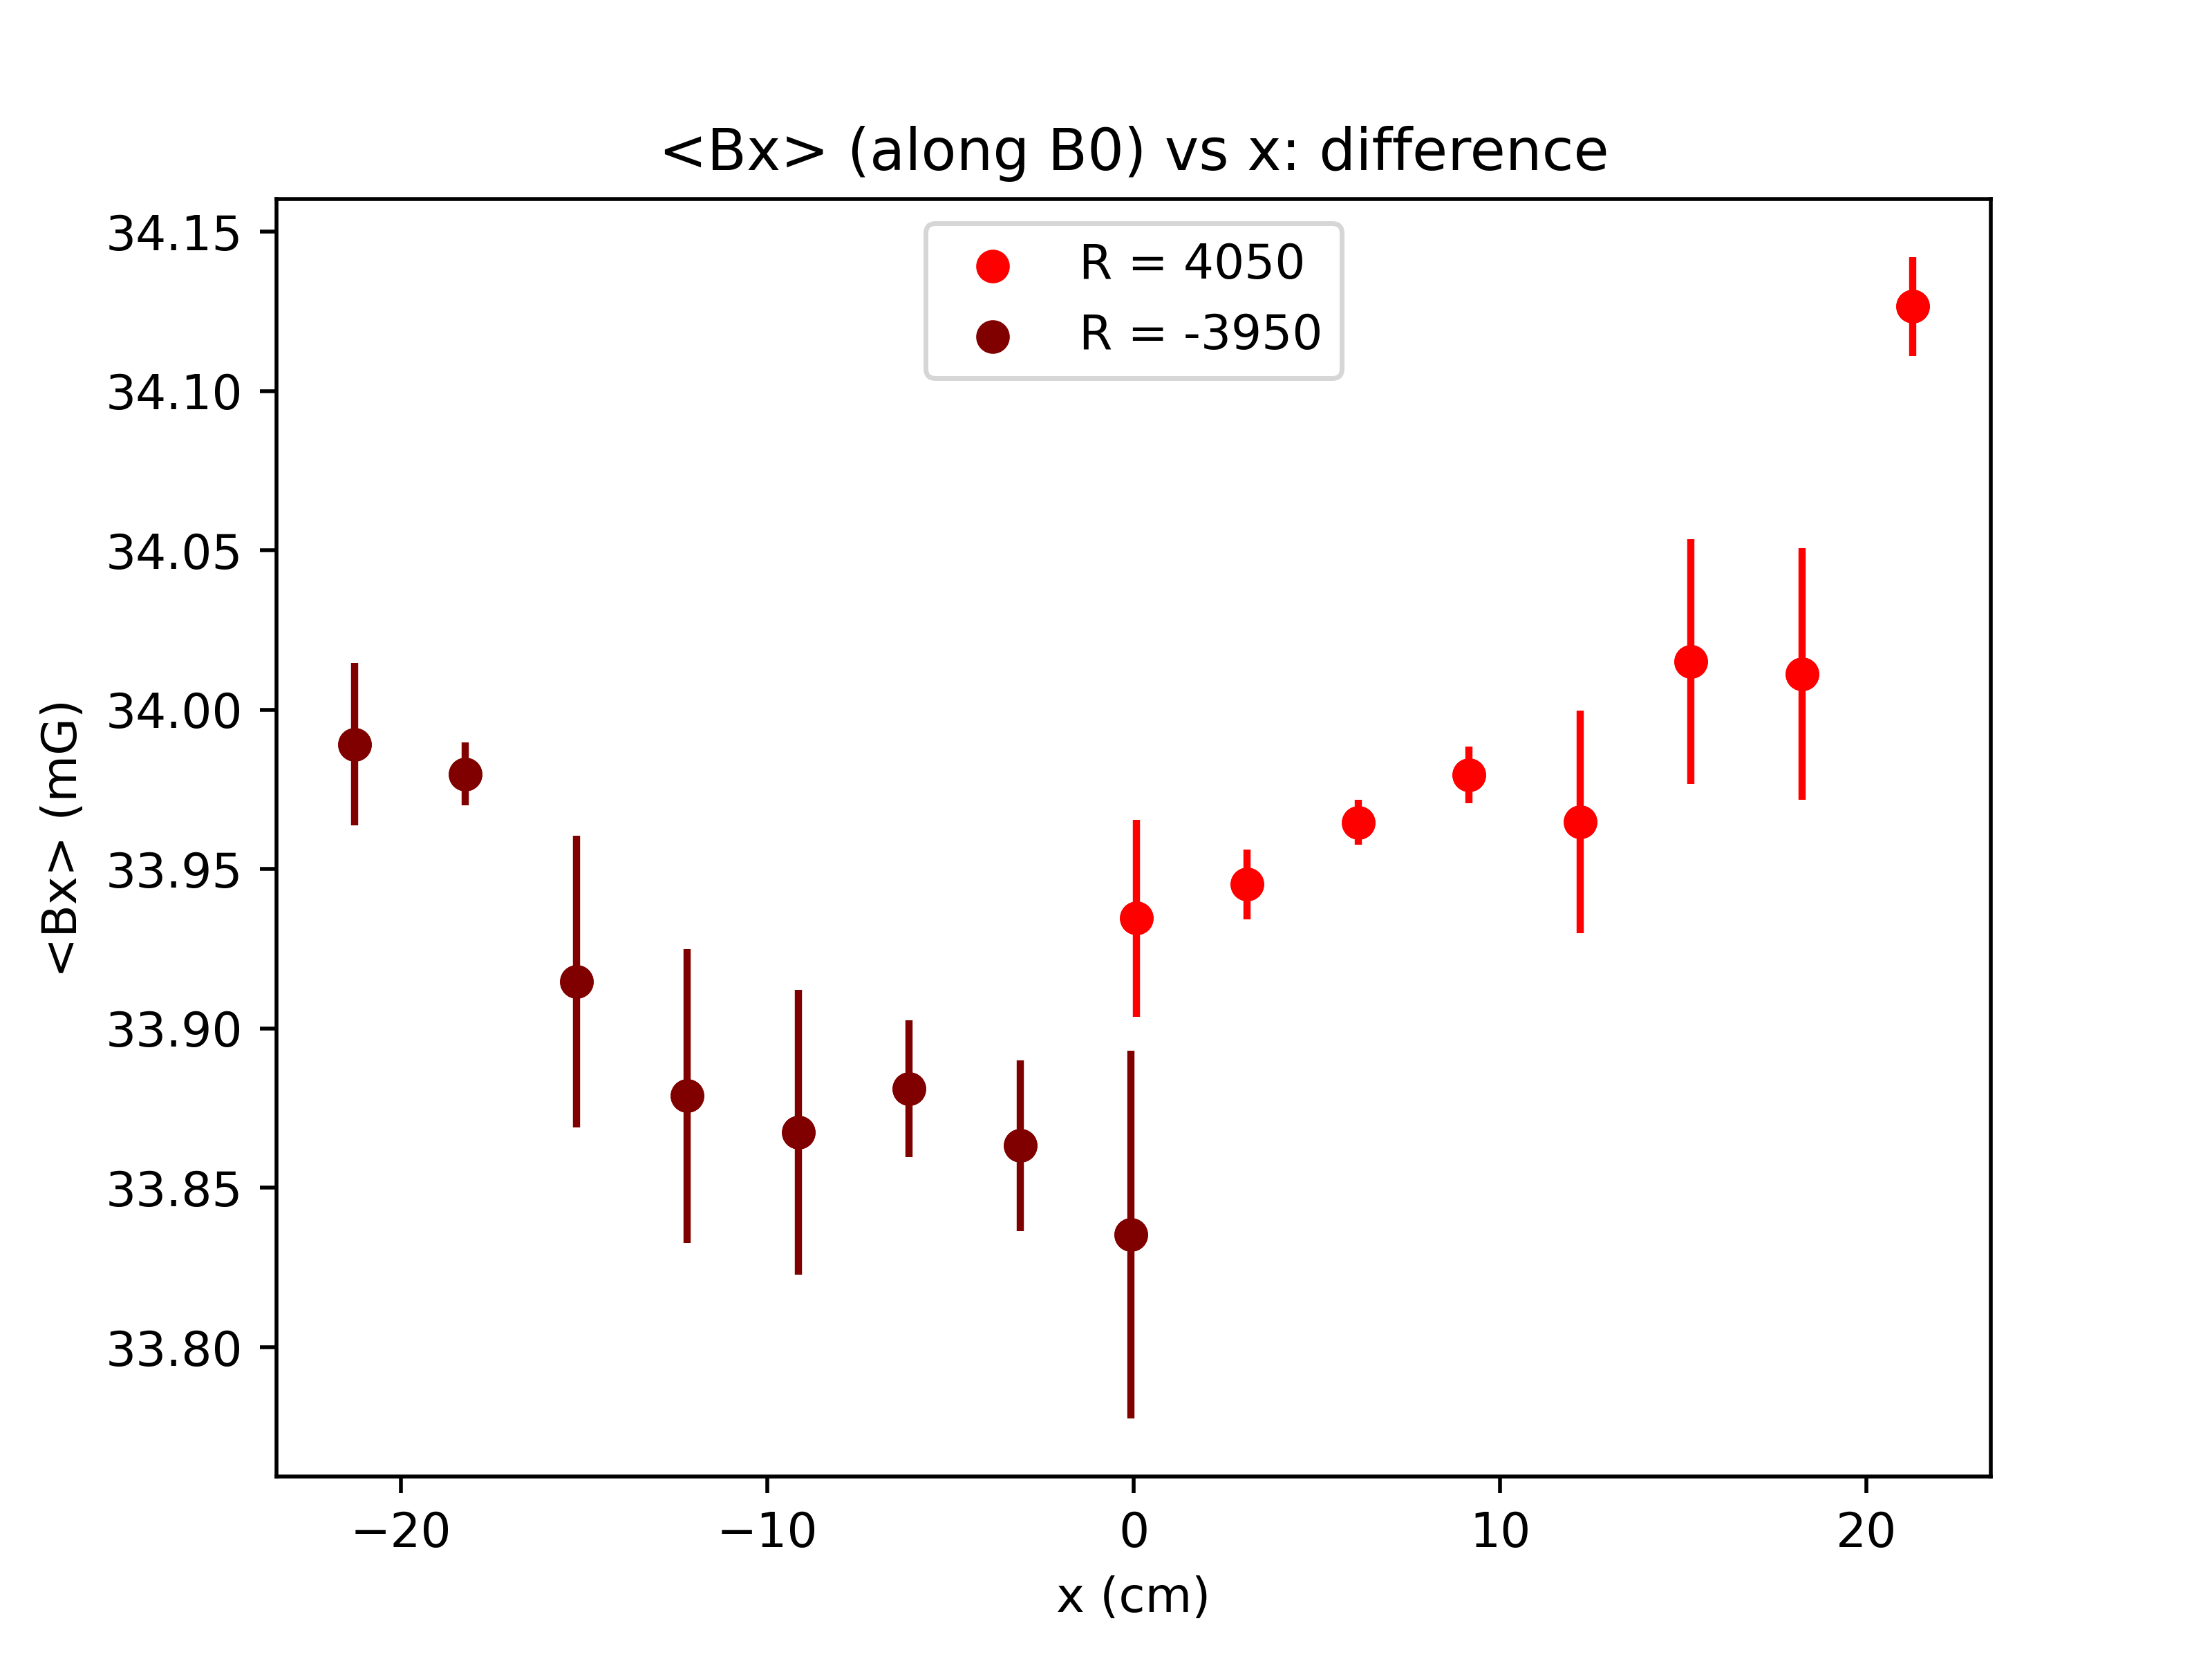 <Bx> (along B0) vs x: difference
R = 4050
R = -3950
34.15
34.10
34.05
34.00
33.95
33.90
33.85
33.80
<Bx> (mG)
−20
−10
0
10
20
x (cm)